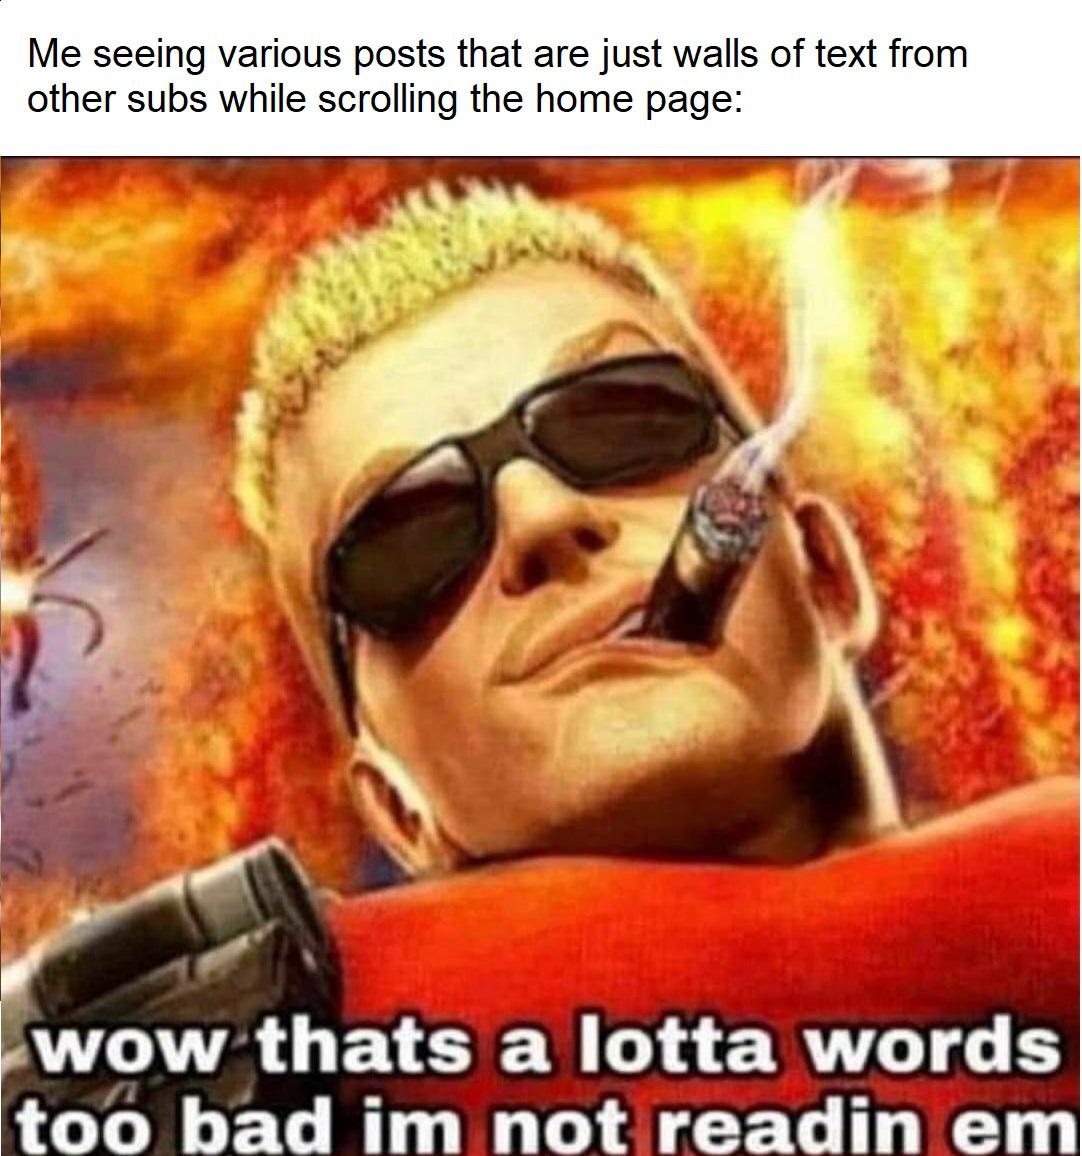 Me seeing various posts that are just walls of text from
other subs while scrolling the home page:
wow thats a lotta words
too bad im not readin em